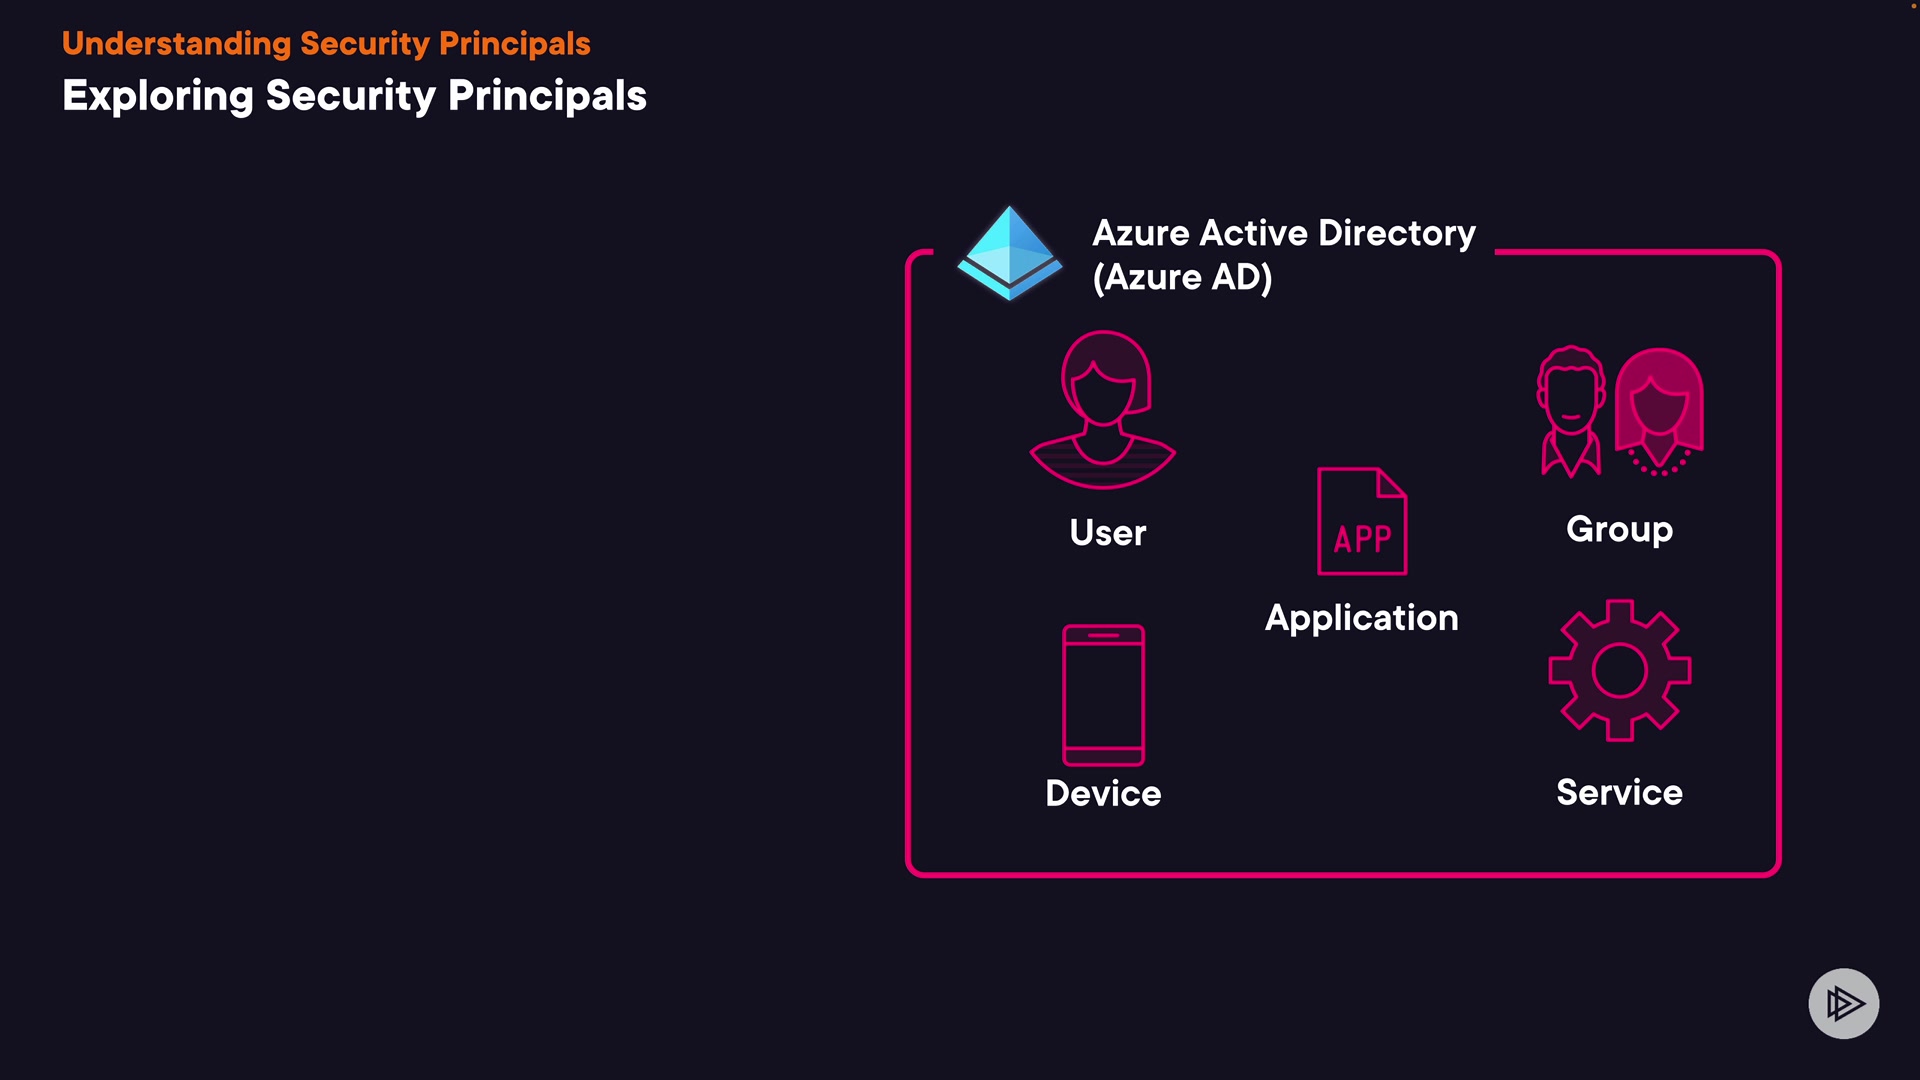 Understanding Security Principals
Exploring Security Principals
Azure Active Directory
(Azure AD)
User
Group
APP
Application
Device
Service